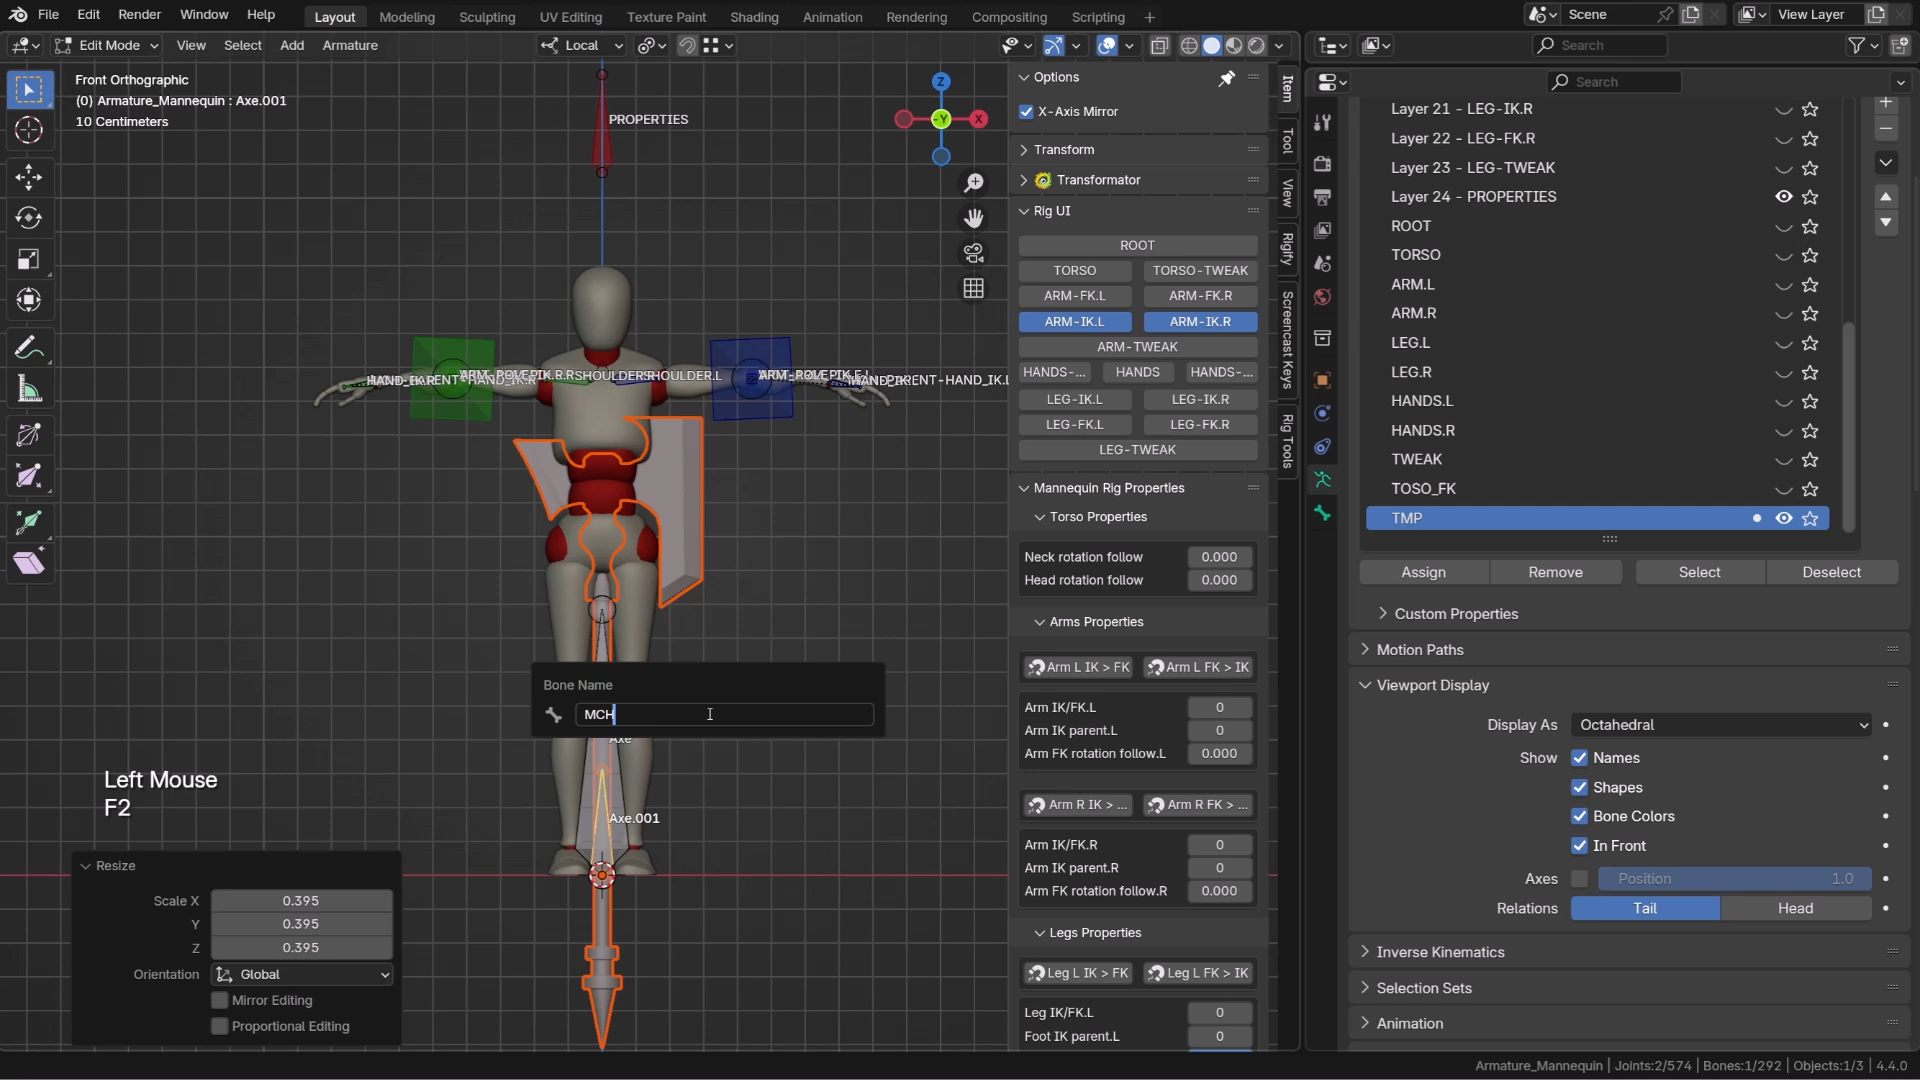 File Edit Render Window Help Layout Modeling Sculpting UV Editing Texture Paint Shading Animation Rendering Compositing Scripting + Scene View Layer
Edit Mode View Select Add Armature Local Search
Front Orthographic
(0) Armature_Mannequin : Axe.001
10 Centimeters
PROPERTIES
Z
-Y
X
SHOULDER.L
HAND_IK.R
Bone Name
MCH
Axe
Axe.001
Left Mouse
F2
Resize
Scale X 0.395
Y 0.395
Z 0.395
Orientation Global
Mirror Editing
Proportional Editing
Options
X-Axis Mirror
Transform
Transformator
Rig UI
ROOT
TORSO TORSO-TWEAK
ARM-FK.L ARM-FK.R
ARM-IK.L ARM-IK.R
ARM-TWEAK
HANDS-... HANDS HANDS-...
LEG-IK.L LEG-IK.R
LEG-FK.L LEG-FK.R
LEG-TWEAK
Mannequin Rig Properties
Torso Properties
Neck rotation follow 0.000
Head rotation follow 0.000
Arms Properties
Arm L IK > FK Arm L FK > IK
Arm IK/FK.L 0
Arm IK parent.L 0
Arm FK rotation follow.L 0.000
Arm R IK > ... Arm R FK > ...
Arm IK/FK.R 0
Arm IK parent.R 0
Arm FK rotation follow.R 0.000
Legs Properties
Leg L IK > FK Leg L FK > IK
Leg IK/FK.L 0
Foot IK parent.L 0
Item
Tool
View
Rigify
Screencast Keys
Rig Tools
Search
Layer 21 - LEG-IK.R
Layer 22 - LEG-FK.R
Layer 23 - LEG-TWEAK
Layer 24 - PROPERTIES
ROOT
TORSO
ARM.L
ARM.R
LEG.L
LEG.R
HANDS.L
HANDS.R
TWEAK
TOSO_FK
TMP
Assign Remove Select Deselect
Custom Properties
Motion Paths
Viewport Display
Display As Octahedral
Show Names
Shapes
Bone Colors
In Front
Axes Position 1.0
Relations Tail Head
Inverse Kinematics
Selection Sets
Animation
Armature_Mannequin | Joints:2/574 | Bones:1/292 | Objects:1/3 | 4.4.0